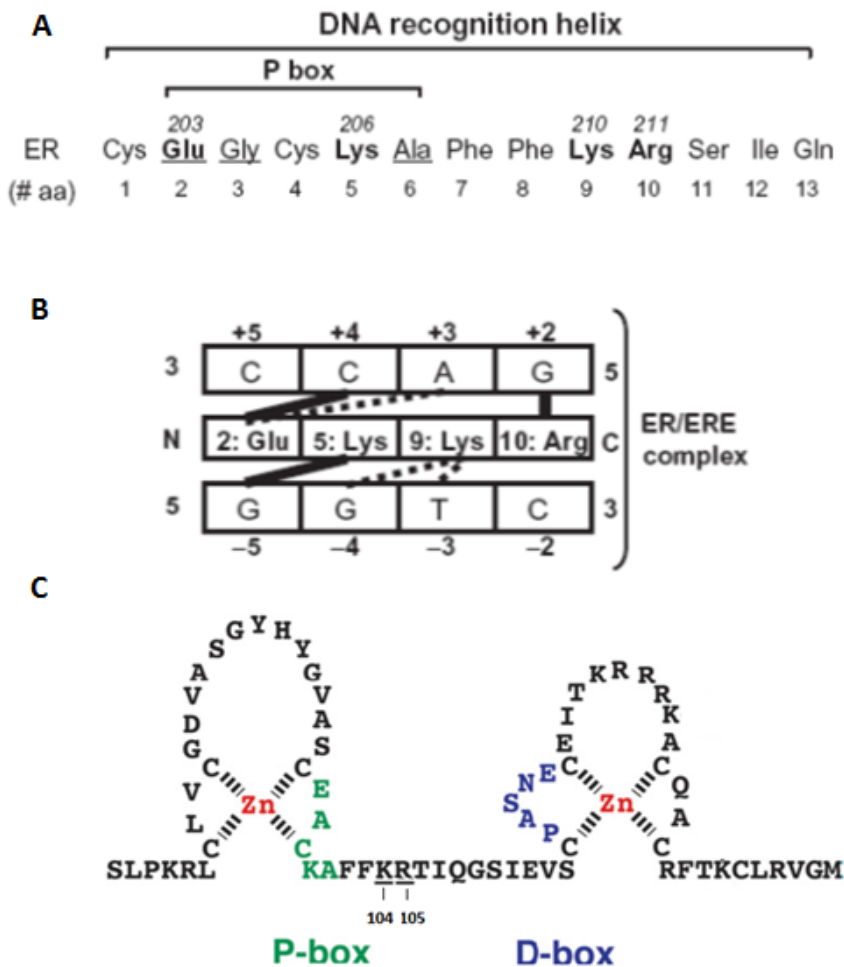 A
DNA recognition helix
P box
203 206 210 211
ER Cys Glu Gly Cys Lys Ala Phe Phe Lys Arg Ser Ile Gln
(# aa) 1 2 3 4 5 6 7 8 9 10 11 12 13
B
+5 +4 +3 +2
3 C C A G 5
N 2: Glu 5: Lys 9: Lys 10: Arg C
ER/ERE
complex
5 G G T C 3
−5 −4 −3 −2
C
SLPKRLCLVCGDVASGYHYGVASCEACKAFFKRTIQGSIEVSCPASNECEITKRRRKACQACRFTKCLRVGM
Zn Zn
104 105
P-box D-box